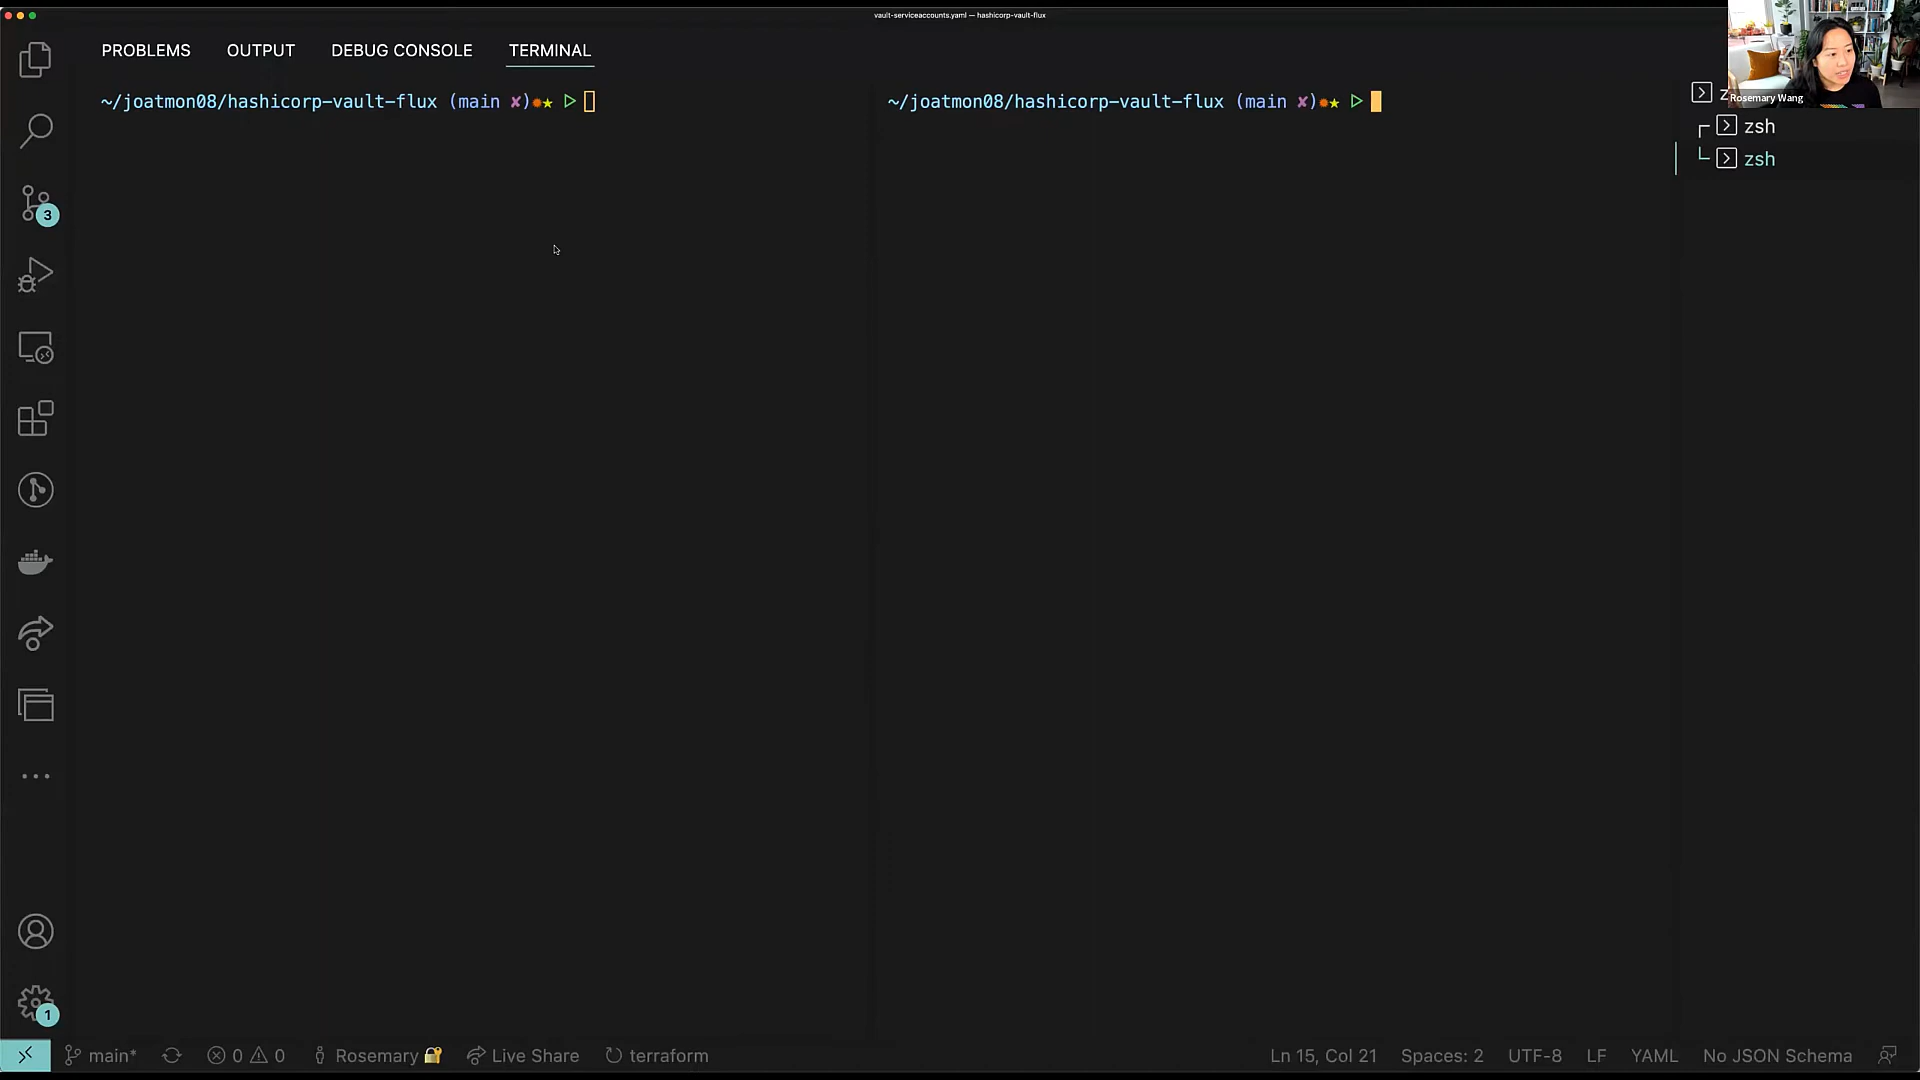 vault-serviceaccounts.yaml — hashicorp-vault-flux
PROBLEMS OUTPUT DEBUG CONSOLE TERMINAL
~/joatmon08/hashicorp-vault-flux (main ✘)✹★ ▷
~/joatmon08/hashicorp-vault-flux (main ✘)✹★ ▷
Rosemary Wang
zsh
zsh
3
1
main*
0 0
Rosemary 🔐
Live Share
terraform
Ln 15, Col 21
Spaces: 2
UTF-8
LF
YAML
No JSON Schema